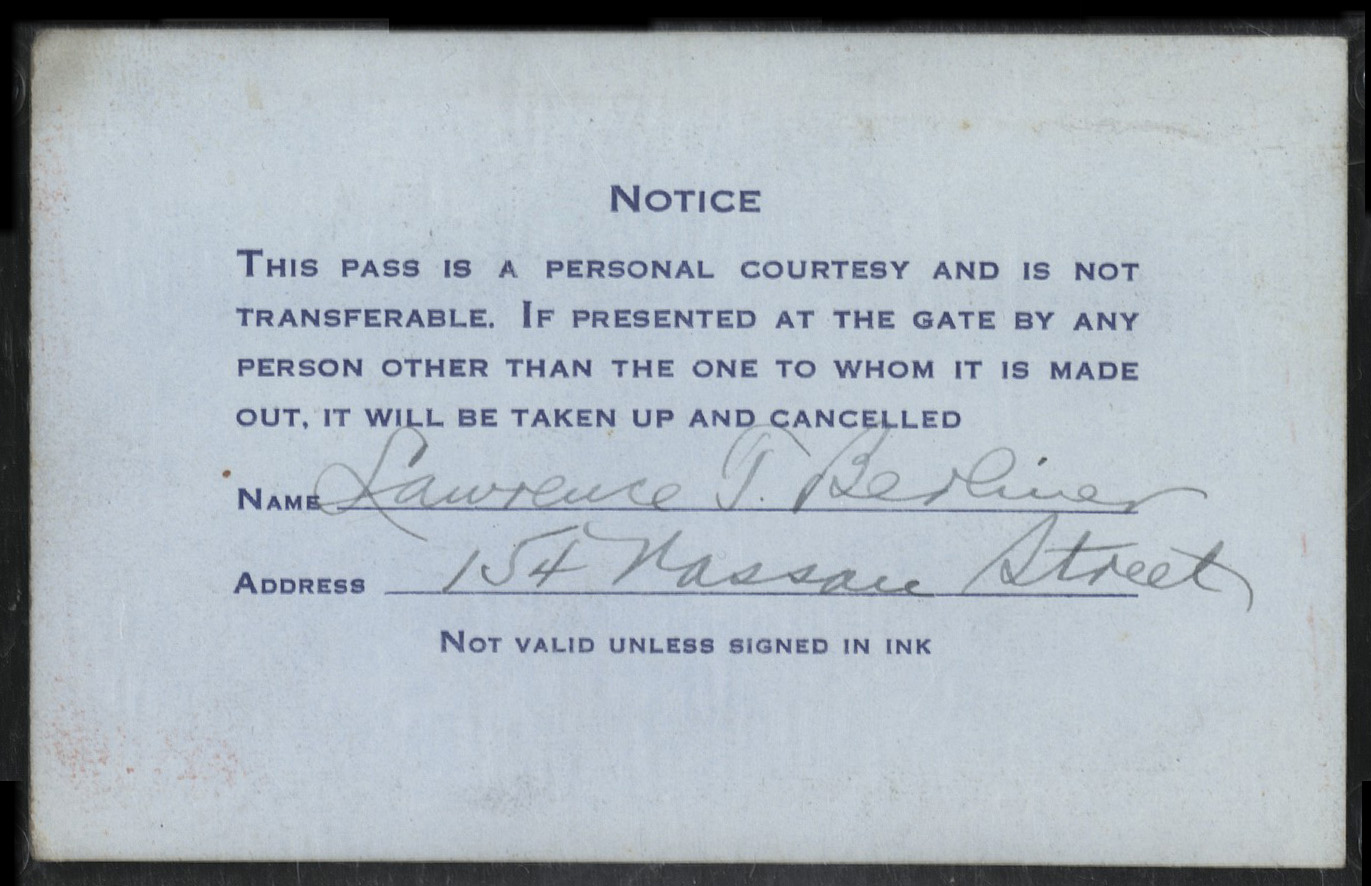 NOTICE
THIS PASS IS A PERSONAL COURTESY AND IS NOT
TRANSFERABLE. IF PRESENTED AT THE GATE BY ANY
PERSON OTHER THAN THE ONE TO WHOM IT IS MADE
OUT, IT WILL BE TAKEN UP AND CANCELLED
NAME Lawrence T. Berliner
ADDRESS 154 Nassau Street
NOT VALID UNLESS SIGNED IN INK